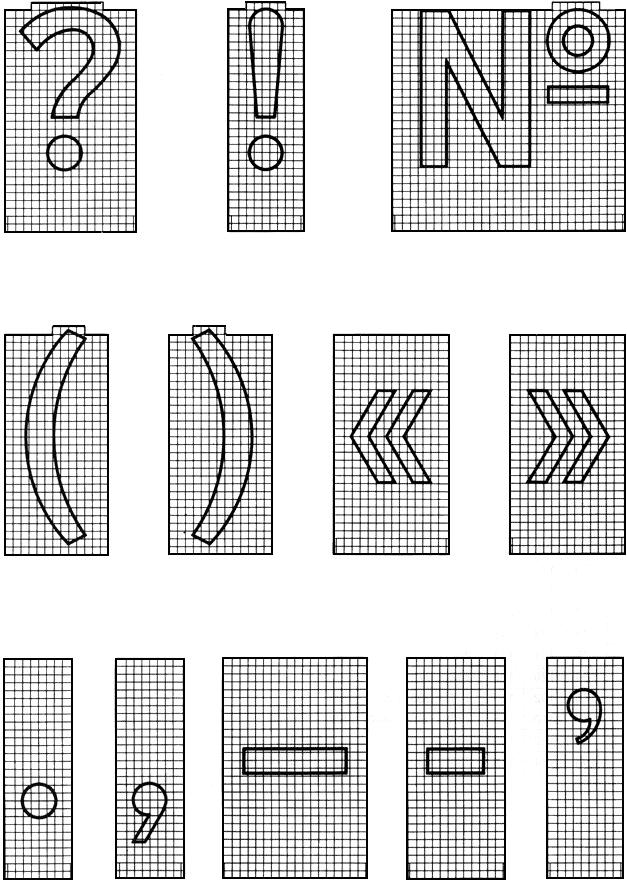 ? ! №
( ) « »
. , — - ’